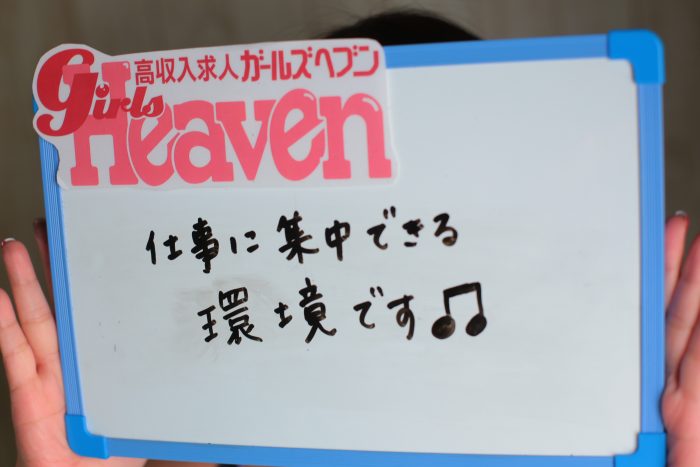 高収入求人ガールズヘブン
Girls
Heaven
仕事に集中できる
環境です♫